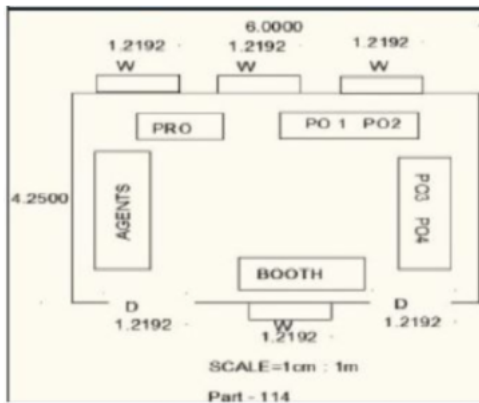 6.0000
1.2192 1.2192 1.2192
W W W
PRO PO 1 PO2
4.2500
AGENTS
PO3 PO4
BOOTH
D D
1.2192 W 1.2192
1.2192
SCALE=1cm : 1m
Part - 114